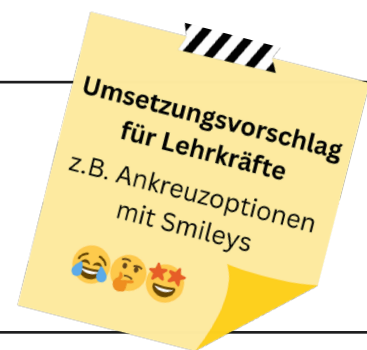 Umsetzungsvorschlag
für Lehrkräfte
z.B. Ankreuzoptionen
mit Smileys
😂🤔🤩